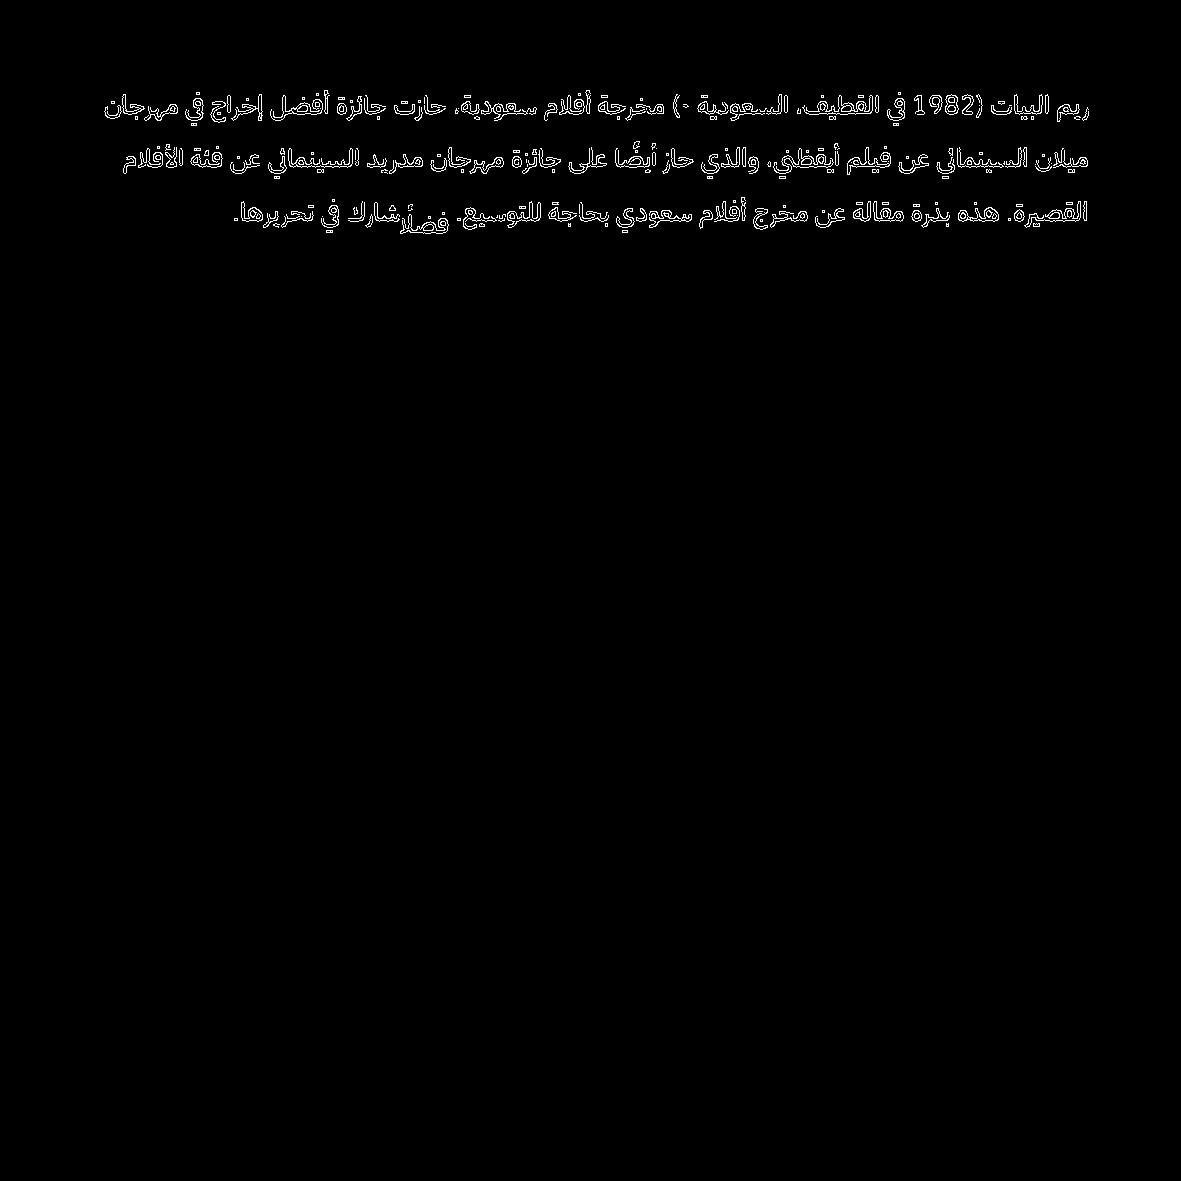 ريم البيات (1982 في القطيف، السعودية -) مخرجة أفلام سعودية، حازت جائزة أفضل إخراج في مهرجان
ميلان السينمائي عن فيلم أيقظني، والذي حاز أيضًا على جائزة مهرجان مدريد السينمائي عن فئة الأفلام
القصيرة. هذه بذرة مقالة عن مخرج أفلام سعودي بحاجة للتوسيع. فضلًا شارك في تحريرها.